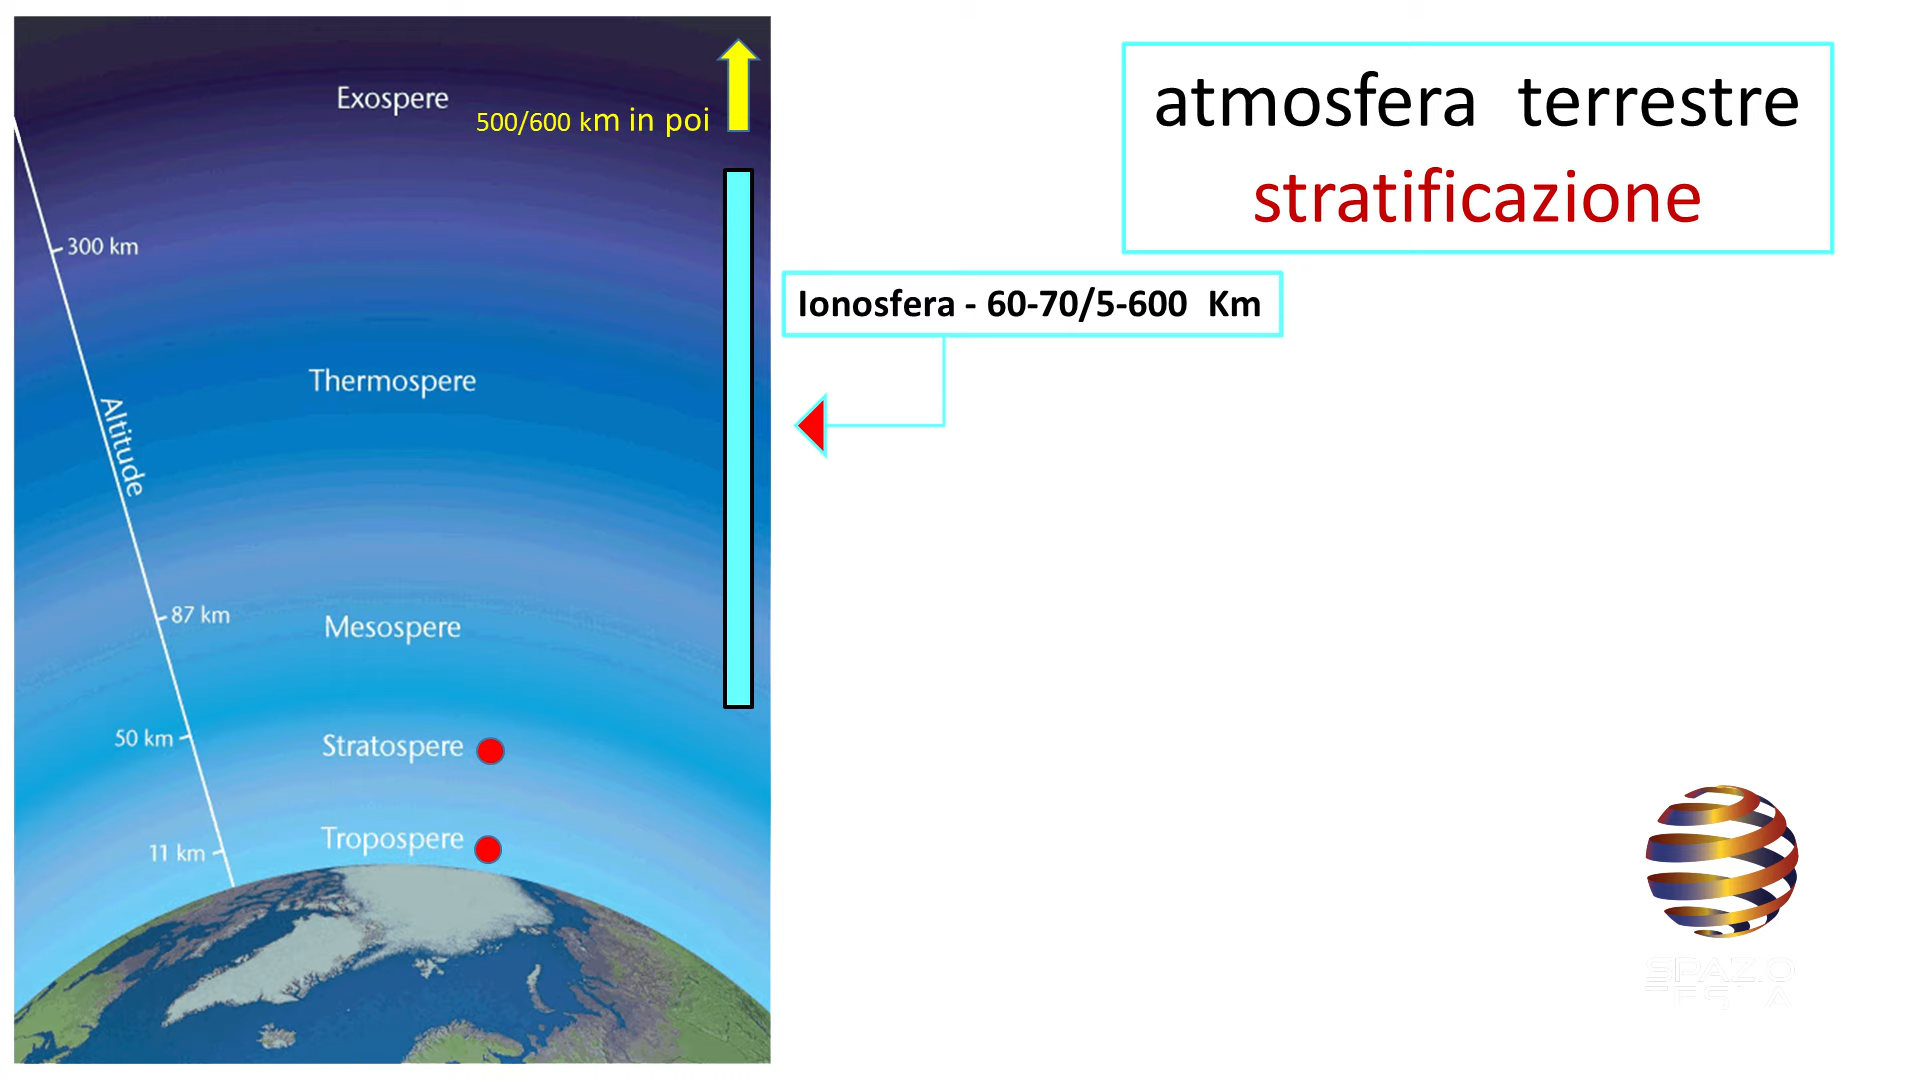 atmosfera terrestre
stratificazione
Exospere
500/600 km in poi
300 km
Ionosfera - 60-70/5-600 Km
Thermospere
Altitude
87 km
Mesospere
50 km
Stratospere
Tropospere
11 km
SPAZIO